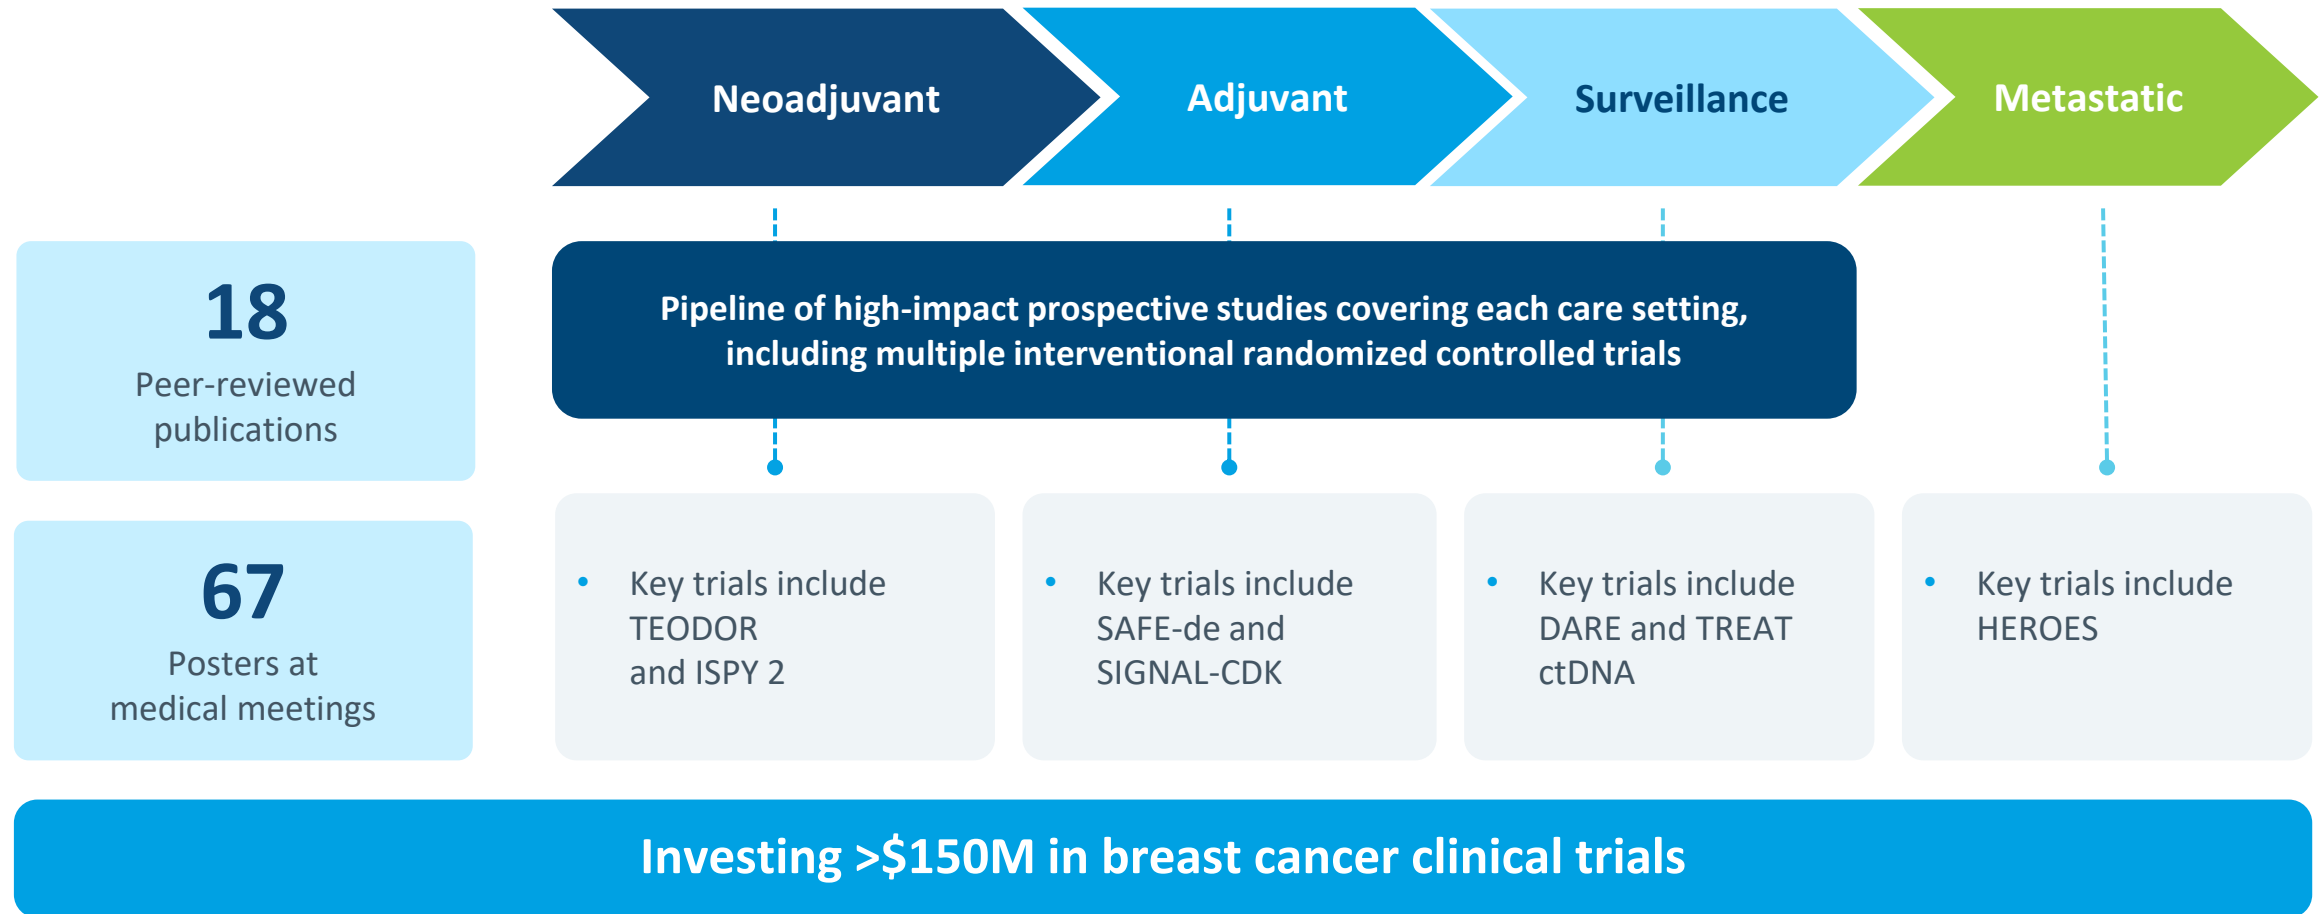 Neoadjuvant
Adjuvant
Surveillance
Metastatic
18
Peer-reviewed
publications
67
Posters at
medical meetings
Pipeline of high-impact prospective studies covering each care setting,
including multiple interventional randomized controlled trials
• Key trials include
TEODOR
and ISPY 2
• Key trials include
SAFE-de and
SIGNAL-CDK
• Key trials include
DARE and TREAT
ctDNA
• Key trials include
HEROES
Investing >$150M in breast cancer clinical trials